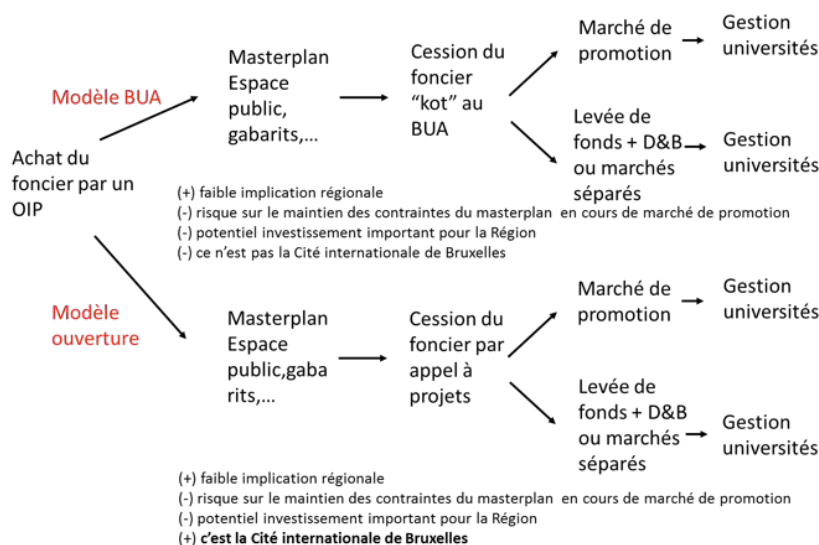 Modèle BUA
Achat du
foncier par un
OIP
Masterplan
Espace
public,
gabarits,...
Cession du
foncier
“kot” au
BUA
Marché de
promotion
Gestion
universités
Levée de
fonds + D&B
ou marchés
séparés
Gestion
universités
(+) faible implication régionale
(-) risque sur le maintien des contraintes du masterplan en cours de marché de promotion
(-) potentiel investissement important pour la Région
(-) ce n’est pas la Cité internationale de Bruxelles
Modèle
ouverture
Masterplan
Espace
public,gaba
rits,...
Cession du
foncier par
appel à
projets
Marché de
promotion
Gestion
universités
Levée de
fonds + D&B
ou marchés
séparés
Gestion
universités
(+) faible implication régionale
(-) risque sur le maintien des contraintes du masterplan en cours de marché de promotion
(-) potentiel investissement important pour la Région
(+) c’est la Cité internationale de Bruxelles